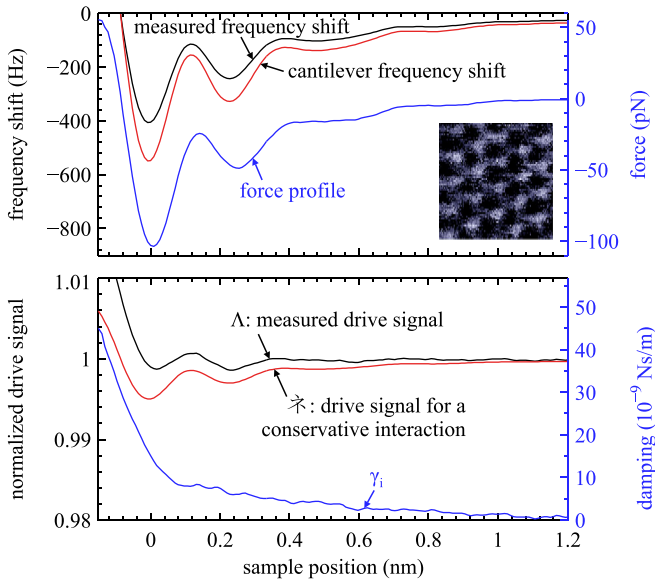 0
−200
−400
−600
−800
frequency shift (Hz)
measured frequency shift
cantilever frequency shift
force profile
50
0
−50
−100
force (pN)
1.01
1
0.99
0.98
normalized drive signal
Λ: measured drive signal
ネ: drive signal for a
conservative interaction
γi
50
40
30
20
10
0
damping (10⁻⁹ Ns/m)
0
0.2
0.4
0.6
0.8
1.0
1.2
sample position (nm)